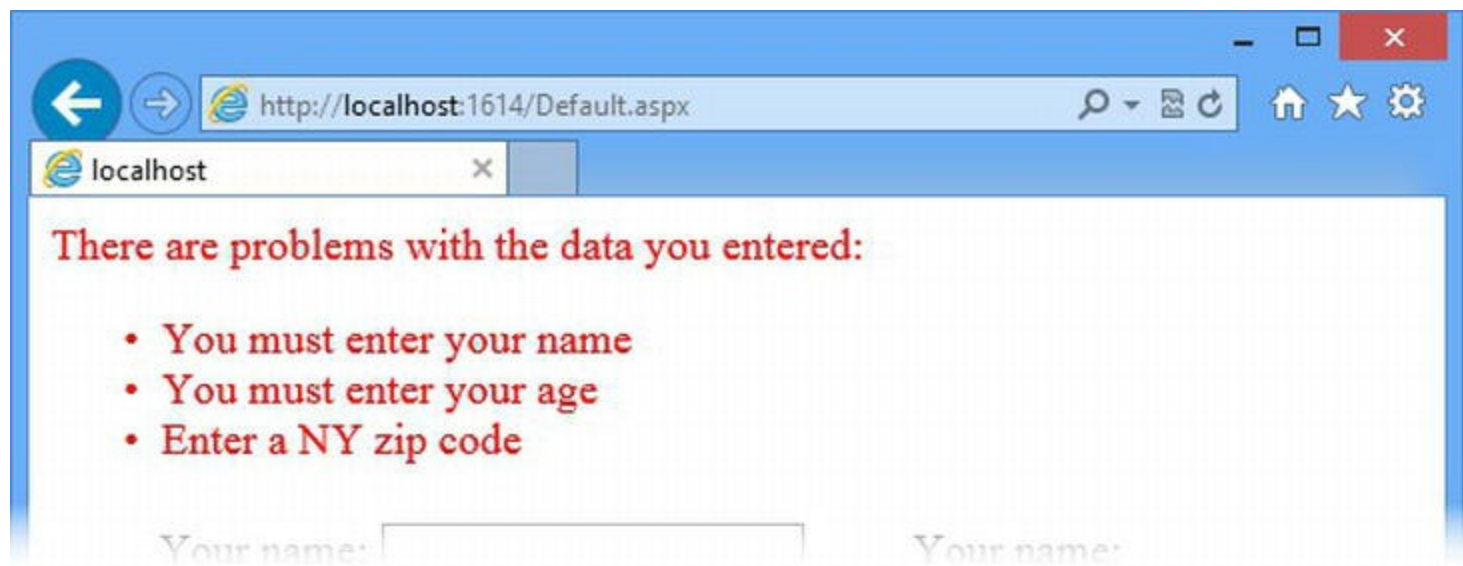 http://localhost:1614/Default.aspx
localhost
There are problems with the data you entered:
• You must enter your name
• You must enter your age
• Enter a NY zip code
Your name: Your name: